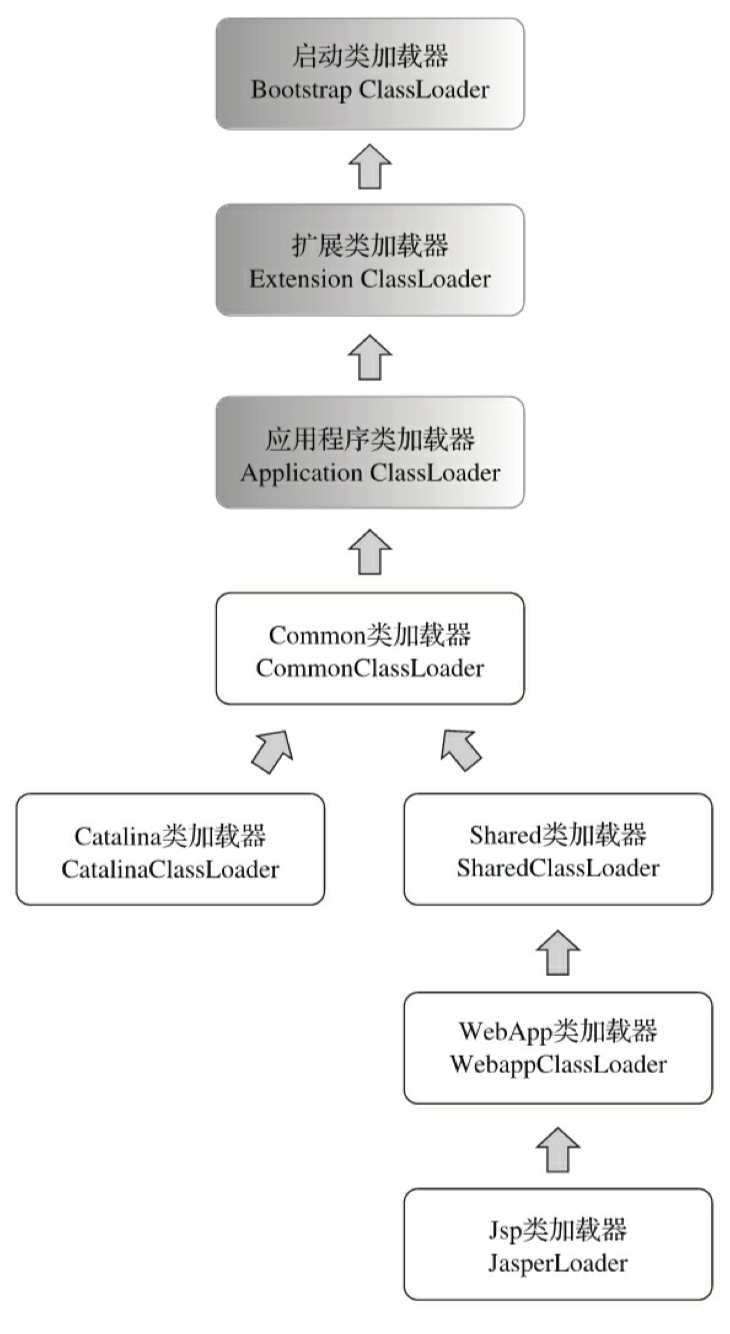 启动类加载器
Bootstrap ClassLoader
扩展类加载器
Extension ClassLoader
应用程序类加载器
Application ClassLoader
Common类加载器
CommonClassLoader
Catalina类加载器
CatalinaClassLoader
Shared类加载器
SharedClassLoader
WebApp类加载器
WebappClassLoader
Jsp类加载器
JasperLoader